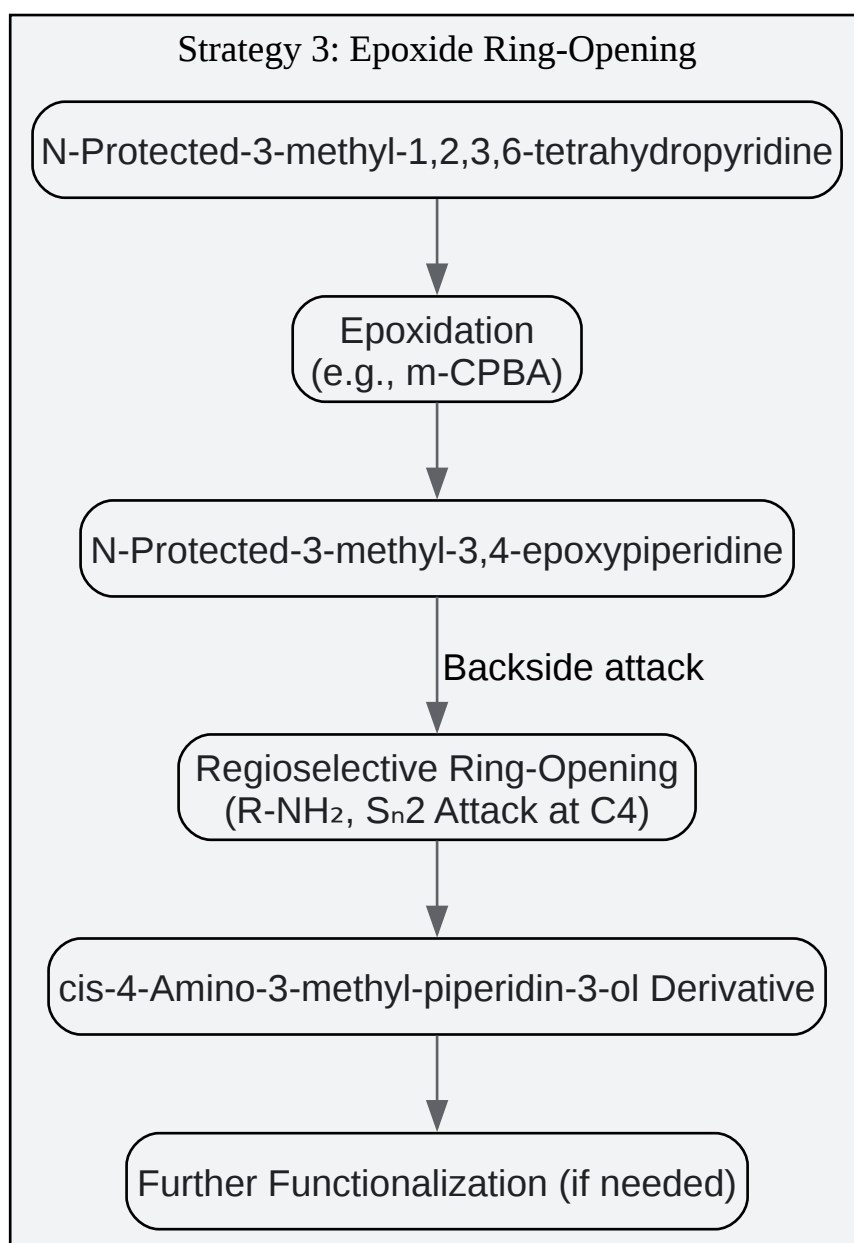 Strategy 3: Epoxide Ring-Opening
N-Protected-3-methyl-1,2,3,6-tetrahydropyridine
Epoxidation
(e.g., m-CPBA)
N-Protected-3-methyl-3,4-epoxypiperidine
Backside attack
Regioselective Ring-Opening
(R-NH₂, Sₙ2 Attack at C4)
cis-4-Amino-3-methyl-piperidin-3-ol Derivative
Further Functionalization (if needed)